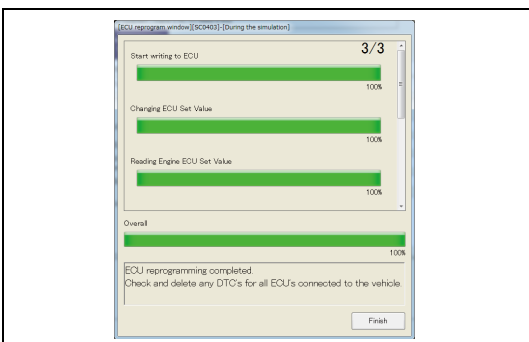 [ECU reprogram window][SC0403]-[During the simulation]
3/3
Start writing to ECU
100%
Changing ECU Set Value
100%
Reading Engine ECU Set Value
100%
Overall
100%
ECU reprogramming completed.
Check and delete any DTC's for all ECU's connected to the vehicle.
Finish